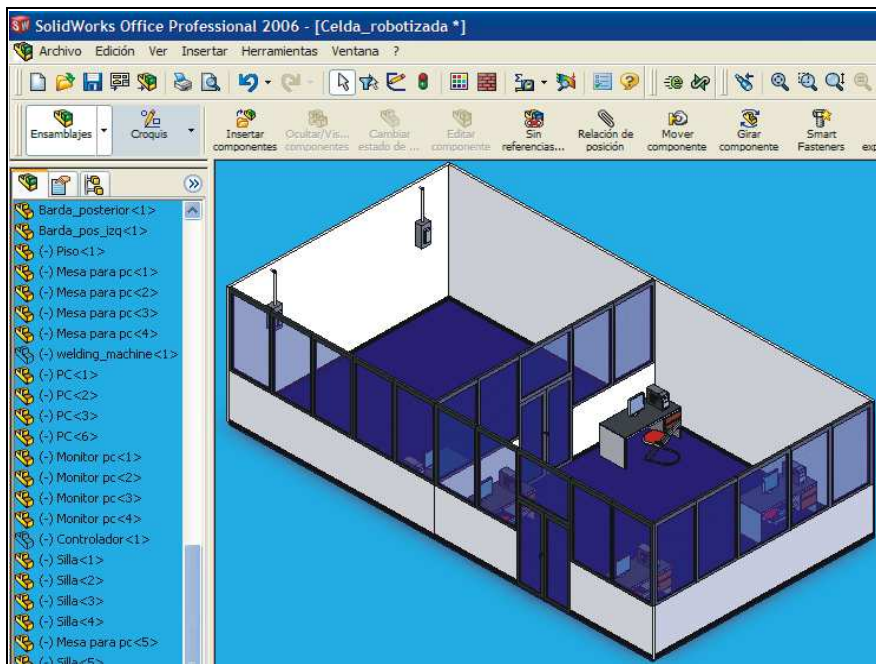 SolidWorks Office Professional 2006 - [Celda_robotizada *]
Archivo Edición Ver Insertar Herramientas Ventana ?
Ensamblajes
Croquis
Insertar componentes
Ocultar/Vis... componentes
Cambiar estado de ...
Editar componente
Sin referencias...
Relación de posición
Mover componente
Girar componente
Smart Fasteners
Barda_posterior<1>
Barda_pos_izq<1>
(-) Piso<1>
(-) Mesa para pc<1>
(-) Mesa para pc<2>
(-) Mesa para pc<3>
(-) Mesa para pc<4>
(-) welding_machine<1>
(-) PC<1>
(-) PC<2>
(-) PC<3>
(-) PC<6>
(-) Monitor pc<1>
(-) Monitor pc<2>
(-) Monitor pc<3>
(-) Monitor pc<4>
(-) Controlador<1>
(-) Silla<1>
(-) Silla<2>
(-) Silla<3>
(-) Silla<4>
(-) Mesa para pc<5>
(-) Silla<5>